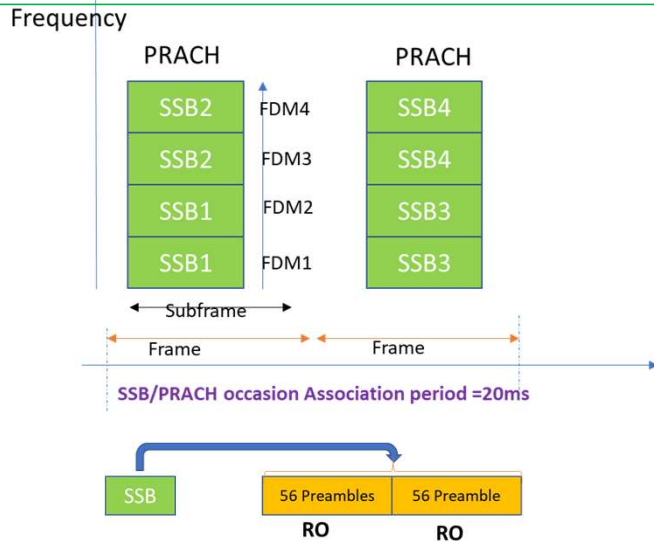 Frequency
PRACH
PRACH
SSB2
FDM4
SSB4
SSB2
FDM3
SSB4
SSB1
FDM2
SSB3
SSB1
FDM1
SSB3
Subframe
Frame
Frame
SSB/PRACH occasion Association period =20ms
SSB
56 Preambles
56 Preamble
RO
RO